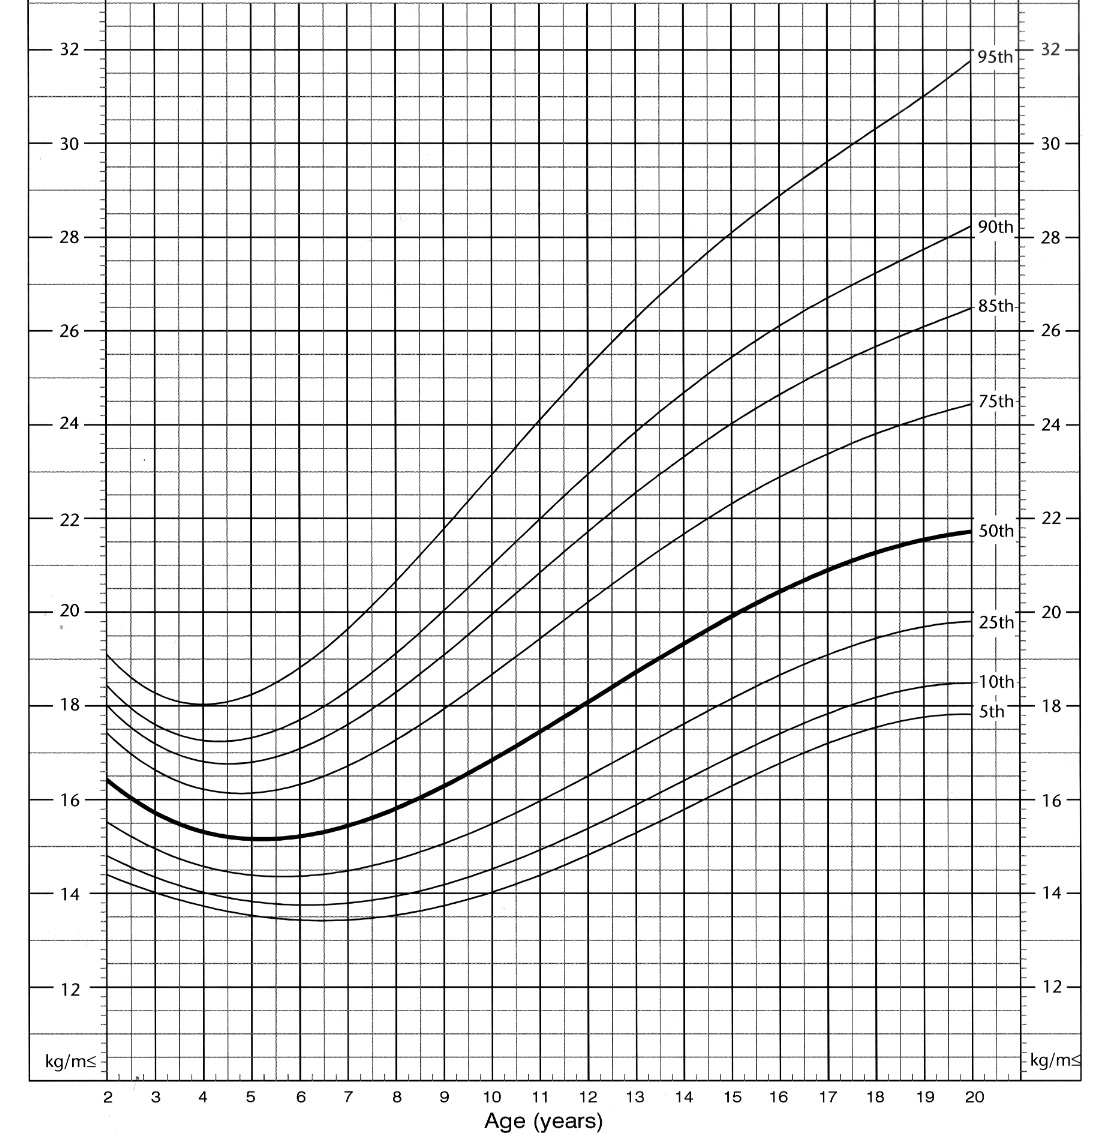 32 95th 32
30 30
28 90th 28
85th
26 26
75th
24 24
22 50th 22
20 25th 20
10th
18 5th 18
16 16
14 14
12 12
kg/m≤ kg/m≤
2 3 4 5 6 7 8 9 10 11 12 13 14 15 16 17 18 19 20
Age (years)